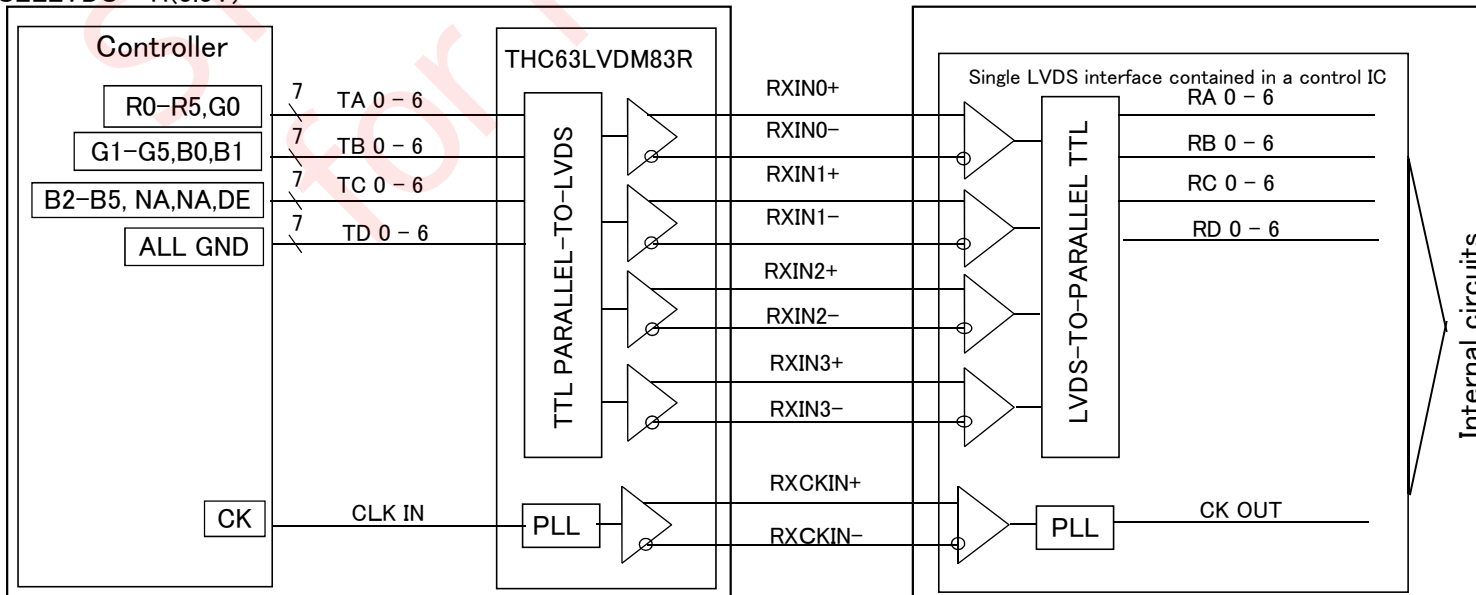 Controller
THC63LVDM83R
Single LVDS interface contained in a control IC
R0-R5,G0
7
TA 0 - 6
RXIN0+
RA 0 - 6
G1-G5,B0,B1
7
TB 0 - 6
RXIN0-
RB 0 - 6
B2-B5, NA,NA,DE
7
TC 0 - 6
RXIN1+
RC 0 - 6
ALL GND
7
TD 0 - 6
RXIN1-
RD 0 - 6
TTL PARALLEL-TO-LVDS
LVDS-TO-PARALLEL TTL
RXIN2+
RXIN2-
RXIN3+
RXIN3-
Internal circuits
CK
CLK IN
PLL
RXCKIN+
RXCKIN-
PLL
CK OUT
for